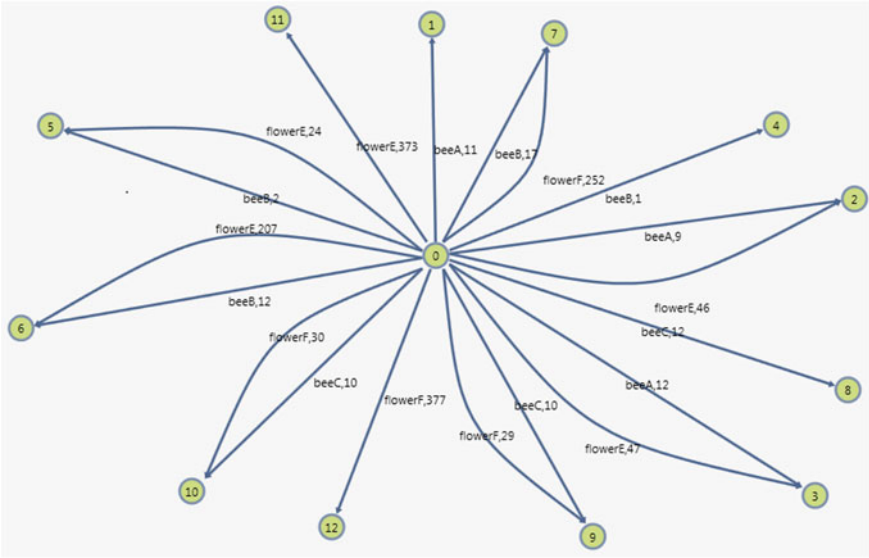 11
1
7
5
flowerE,24
flowerE,373
beeA,11
beeB,17
4
flowerF,252
beeB,2
beeB,1
2
flowerE,207
beeA,9
0
6
beeB,12
flowerE,46
flowerF,30
beeC,12
beeC,10
beeA,12
8
flowerF,377
beeC,10
flowerF,29
flowerE,47
10
3
12
9